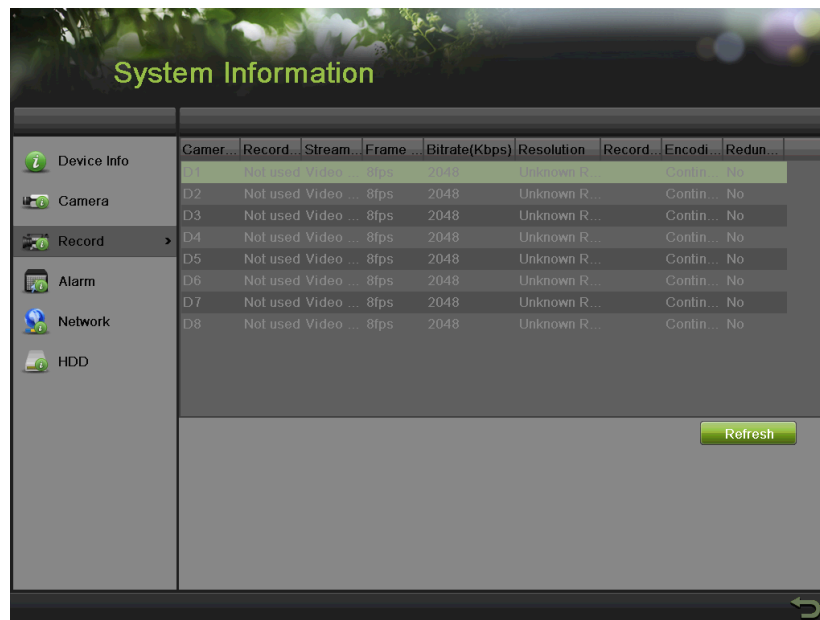 System Information
Device Info
Camera
Record
Alarm
Network
HDD
Camer... Record... Stream... Frame ... Bitrate(Kbps) Resolution Record... Encodi... Redun...
D1 Not used Video ... 8fps 2048 Unknown R... Contin... No
D2 Not used Video ... 8fps 2048 Unknown R... Contin... No
D3 Not used Video ... 8fps 2048 Unknown R... Contin... No
D4 Not used Video ... 8fps 2048 Unknown R... Contin... No
D5 Not used Video ... 8fps 2048 Unknown R... Contin... No
D6 Not used Video ... 8fps 2048 Unknown R... Contin... No
D7 Not used Video ... 8fps 2048 Unknown R... Contin... No
D8 Not used Video ... 8fps 2048 Unknown R... Contin... No
Refresh